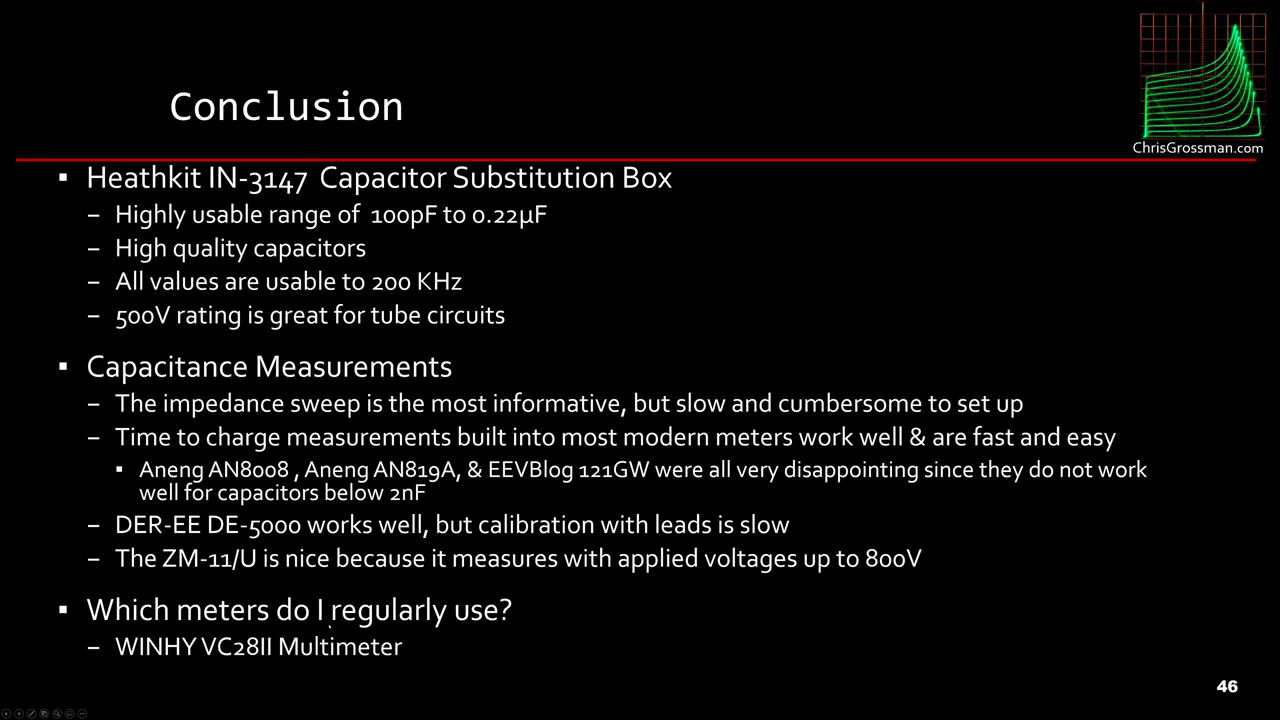 Conclusion
ChrisGrossman.com
▪ Heathkit IN-3147 Capacitor Substitution Box
– Highly usable range of 100pF to 0.22µF
– High quality capacitors
– All values are usable to 200 KHz
– 500V rating is great for tube circuits
▪ Capacitance Measurements
– The impedance sweep is the most informative, but slow and cumbersome to set up
– Time to charge measurements built into most modern meters work well & are fast and easy
▪ Aneng AN8008 , Aneng AN819A, & EEVBlog 121GW were all very disappointing since they do not work
well for capacitors below 2nF
– DER-EE DE-5000 works well, but calibration with leads is slow
– The ZM-11/U is nice because it measures with applied voltages up to 800V
▪ Which meters do I regularly use?
– WINHY VC28II Multimeter
46